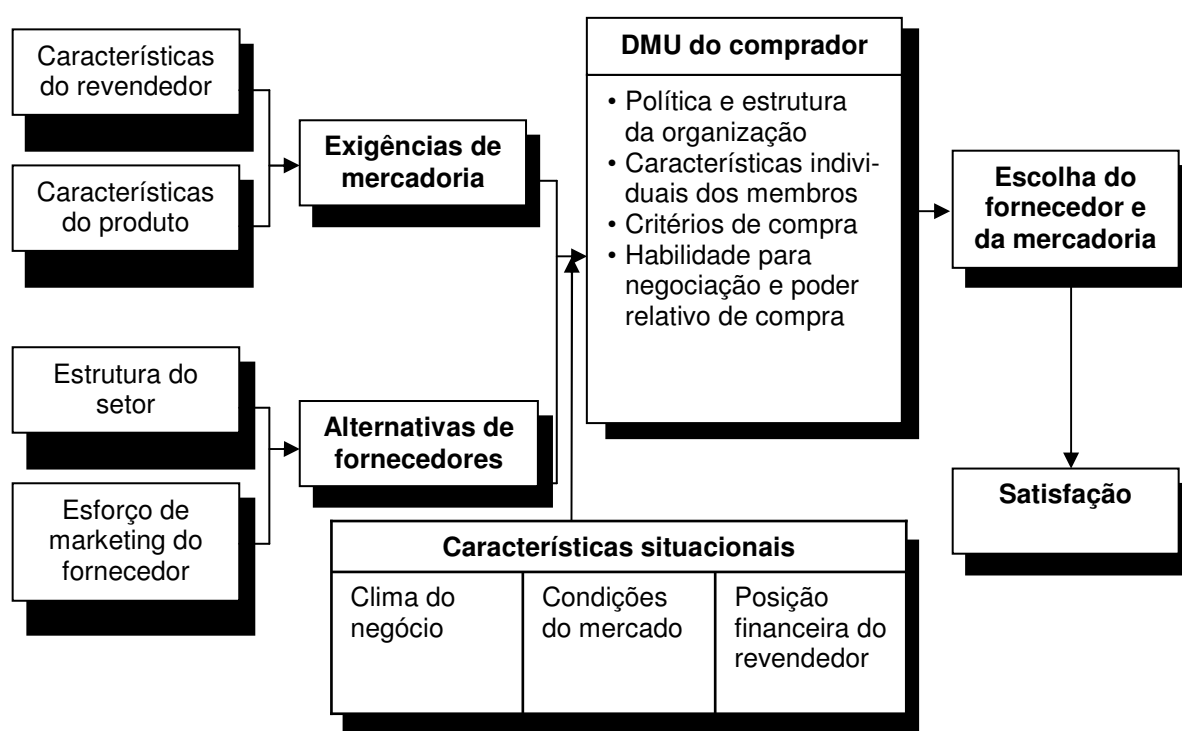 Características
do revendedor
Características
do produto
Exigências de
mercadoria
Estrutura do
setor
Esforço de
marketing do
fornecedor
Alternativas de
fornecedores
DMU do comprador
• Política e estrutura
da organização
• Características indivi-
duais dos membros
• Critérios de compra
• Habilidade para
negociação e poder
relativo de compra
Características situacionais
Clima do
negócio
Condições
do mercado
Posição
financeira do
revendedor
Escolha do
fornecedor e
da mercadoria
Satisfação